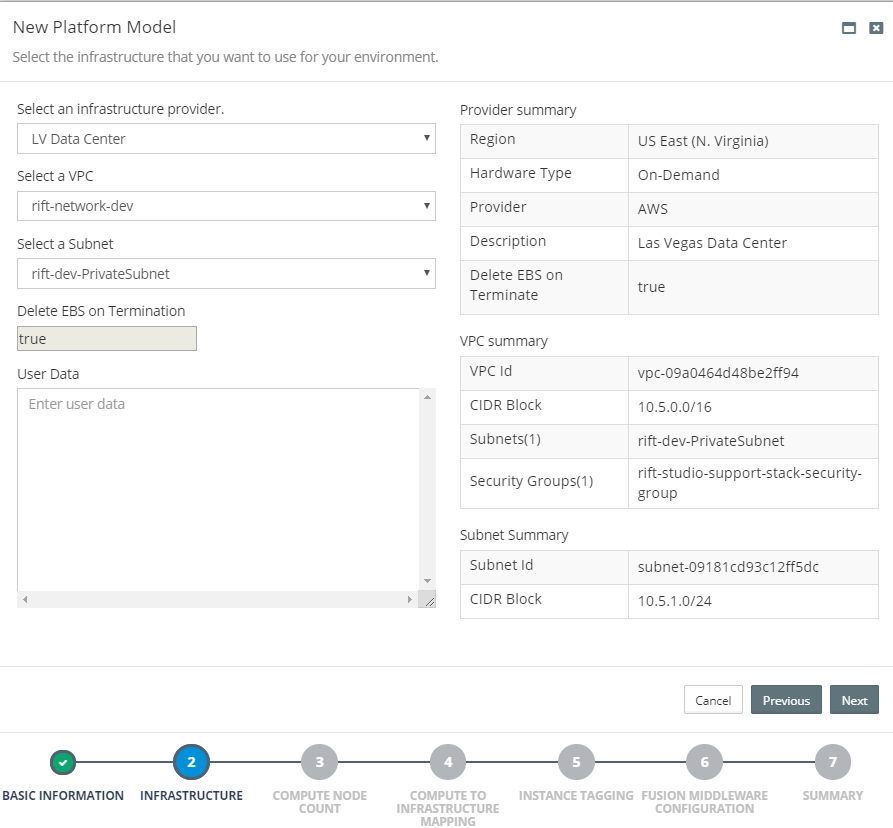 New Platform Model
Select the infrastructure that you want to use for your environment.
Select an infrastructure provider.
LV Data Center
Select a VPC
rift-network-dev
Select a Subnet
rift-dev-PrivateSubnet
Delete EBS on Termination
true
User Data
Enter user data
Provider summary
Region US East (N. Virginia)
Hardware Type On-Demand
Provider AWS
Description Las Vegas Data Center
Delete EBS on
Terminate
true
VPC summary
VPC Id vpc-09a0464d48be2ff94
CIDR Block 10.5.0.0/16
Subnets(1) rift-dev-PrivateSubnet
Security Groups(1) rift-studio-support-stack-security-
group
Subnet Summary
Subnet Id subnet-09181cd93c12ff5dc
CIDR Block 10.5.1.0/24
Cancel Previous Next
2 3 4 5 6 7
BASIC INFORMATION
INFRASTRUCTURE
COMPUTE NODE
COUNT
COMPUTE TO
INFRASTRUCTURE
MAPPING
INSTANCE TAGGING
FUSION MIDDLEWARE
CONFIGURATION
SUMMARY